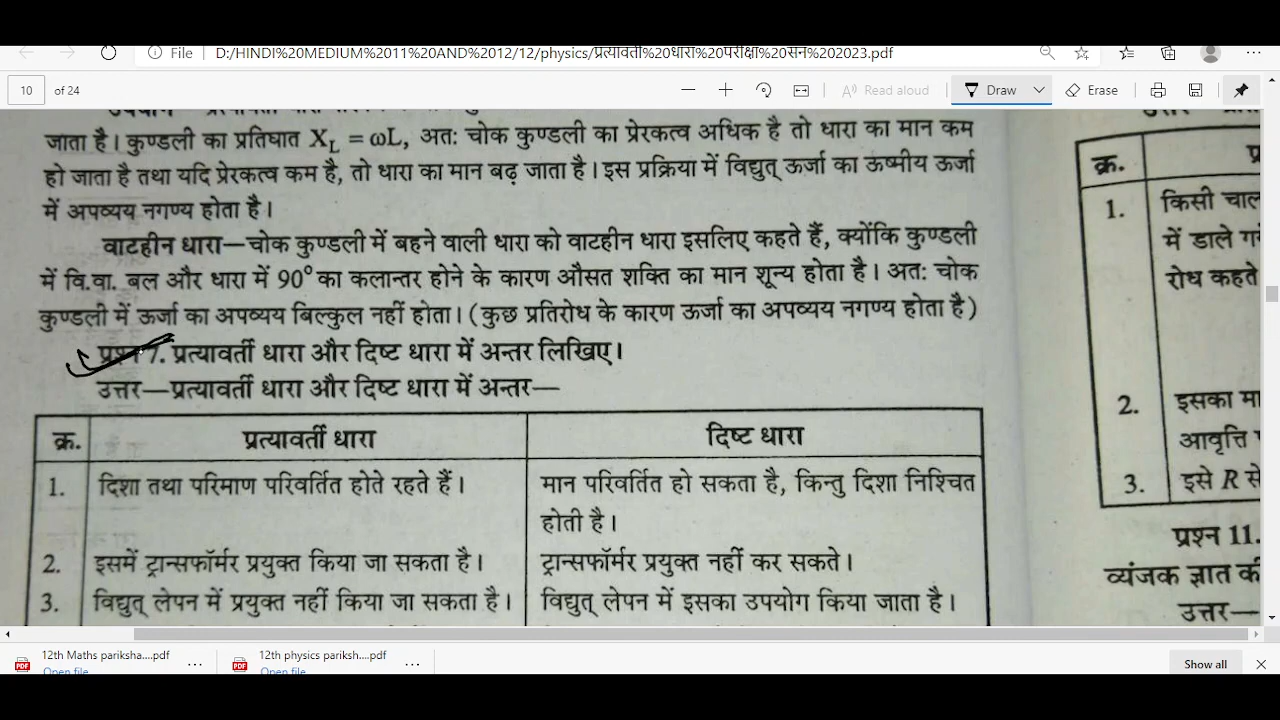 File D:/HINDI%20MEDIUM%2011%20AND%2012/12/physics/प्रत्यावर्ती%20धारा%20परीक्षा%20सन%202023.pdf
10 of 24 Read aloud Draw Erase
जाता है। कुण्डली का प्रतिघात X_L = ωL, अतः चोक कुण्डली का प्रेरकत्व अधिक है तो धारा का मान कम
हो जाता है तथा यदि प्रेरकत्व कम है, तो धारा का मान बढ़ जाता है। इस प्रक्रिया में विद्युत् ऊर्जा का ऊष्मीय ऊर्जा
में अपव्यय नगण्य होता है।
वाटहीन धारा—चोक कुण्डली में बहने वाली धारा को वाटहीन धारा इसलिए कहते हैं, क्योंकि कुण्डली
में वि.वा. बल और धारा में 90° का कलान्तर होने के कारण औसत शक्ति का मान शून्य होता है। अतः चोक
कुण्डली में ऊर्जा का अपव्यय बिल्कुल नहीं होता। (कुछ प्रतिरोध के कारण ऊर्जा का अपव्यय नगण्य होता है)
प्रश्न 7. प्रत्यावर्ती धारा और दिष्ट धारा में अन्तर लिखिए।
उत्तर—प्रत्यावर्ती धारा और दिष्ट धारा में अन्तर—
क्र. प्रत्यावर्ती धारा दिष्ट धारा
1. दिशा तथा परिमाण परिवर्तित होते रहते हैं। मान परिवर्तित हो सकता है, किन्तु दिशा निश्चित
होती है।
2. इसमें ट्रान्सफॉर्मर प्रयुक्त किया जा सकता है। ट्रान्सफॉर्मर प्रयुक्त नहीं कर सकते।
3. विद्युत् लेपन में प्रयुक्त नहीं किया जा सकता है। विद्युत् लेपन में इसका उपयोग किया जाता है।
क्र.
1. किसी चाल
में डाले
रोध कहते
2. इसका
आवृत्ति
3. इसे R से
प्रश्न 11.
व्यंजक ज्ञात की
उत्तर—
12th Maths pariksha....pdf
Open file
12th physics pariksh....pdf
Open file
Show all